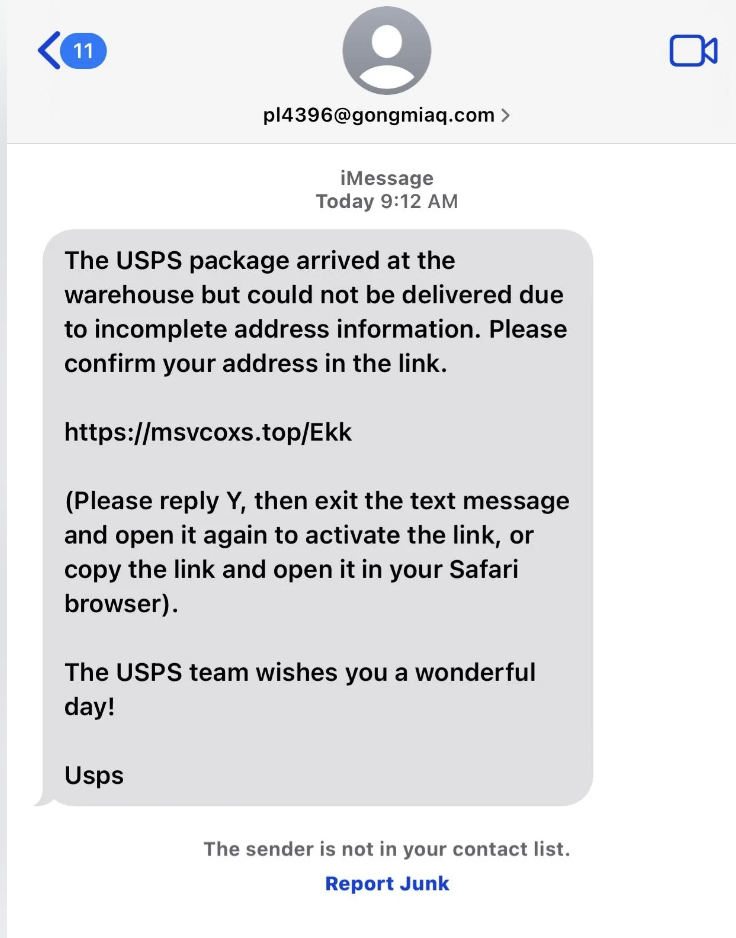 11
pl4396@gongmiaq.com
iMessage
Today 9:12 AM
The USPS package arrived at the
warehouse but could not be delivered due
to incomplete address information. Please
confirm your address in the link.
https://msvcoxs.top/Ekk
(Please reply Y, then exit the text message
and open it again to activate the link, or
copy the link and open it in your Safari
browser).
The USPS team wishes you a wonderful
day!
Usps
The sender is not in your contact list.
Report Junk